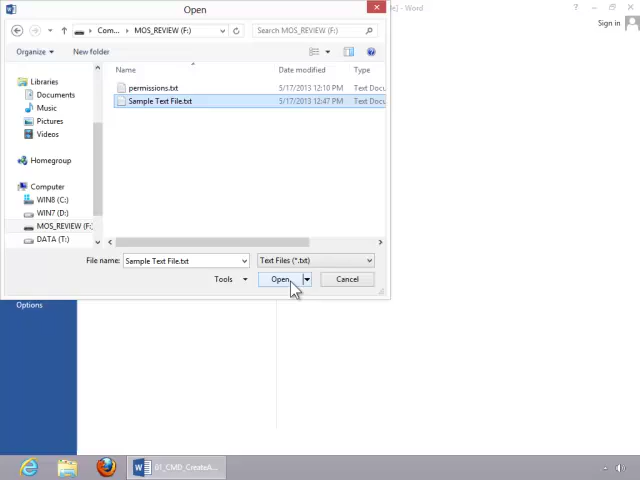 Open
e] - Word
Sign in
Com... MOS_REVIEW (F:)
Search MOS_REVIEW (F:)
Organize
New folder
Name
Date modified
Type
Libraries
Documents
Music
Pictures
Videos
Homegroup
Computer
WIN8 (C:)
WIN7 (D:)
MOS_REVIEW (F:
DATA (T:)
permissions.txt
5/17/2013 12:10 PM
Text Docu
Sample Text File.txt
5/17/2013 12:47 PM
Text Docu
File name:
Sample Text File.txt
Text Files (*.txt)
Tools
Open
Cancel
Options
01_CMD_CreateA...